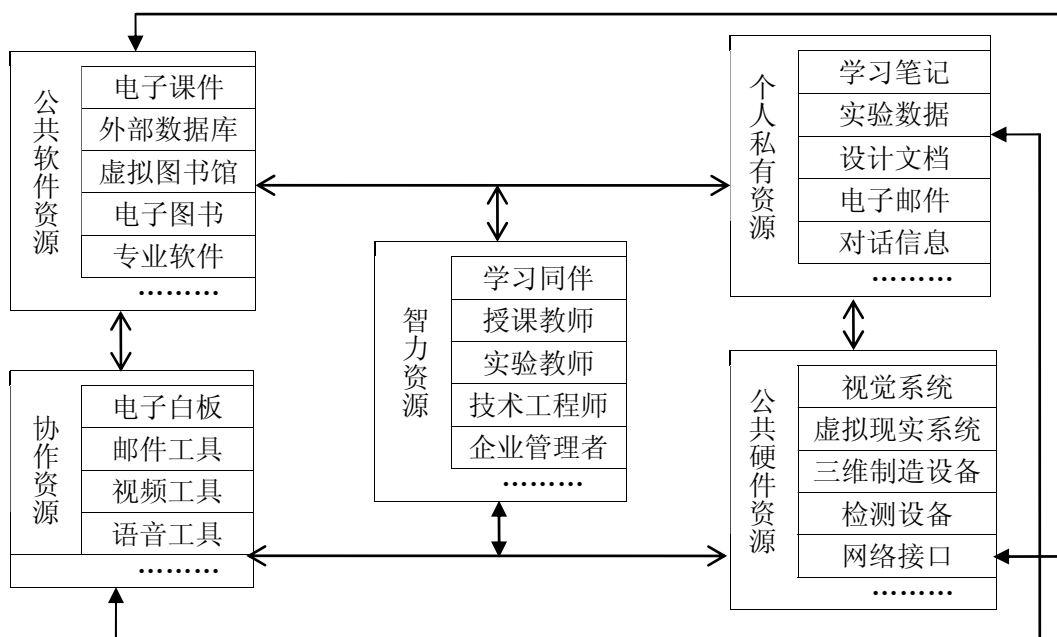 公共软件资源
电子课件
外部数据库
虚拟图书馆
电子图书
专业软件
………
个人私有资源
学习笔记
实验数据
设计文档
电子邮件
对话信息
………
智力资源
学习同伴
授课教师
实验教师
技术工程师
企业管理者
………
协作资源
电子白板
邮件工具
视频工具
语音工具
………
公共硬件资源
视觉系统
虚拟现实系统
三维制造设备
检测设备
网络接口
………